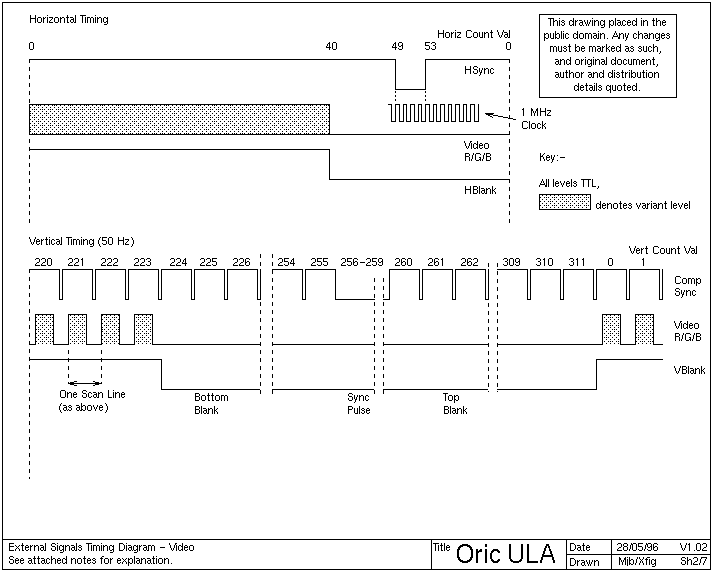 Horizontal Timing
Horiz Count Val
0 40 49 53 0
HSync
This drawing placed in the
public domain. Any changes
must be marked as such,
and original document,
author and distribution
details quoted.
1 MHz
Clock
Video
R/G/B
HBlank
Key:-
All levels TTL,
denotes variant level
Vertical Timing (50 Hz)
Vert Count Val
220 221 222 223 224 225 226 254 255 256-259 260 261 262 309 310 311 0 1
Comp
Sync
Video
R/G/B
VBlank
One Scan Line
(as above)
Bottom
Blank
Sync
Pulse
Top
Blank
External Signals Timing Diagram - Video
See attached notes for explanation.
Title Oric ULA
Date 28/05/96 V1.02
Drawn Mjb/Xfig Sh2/7